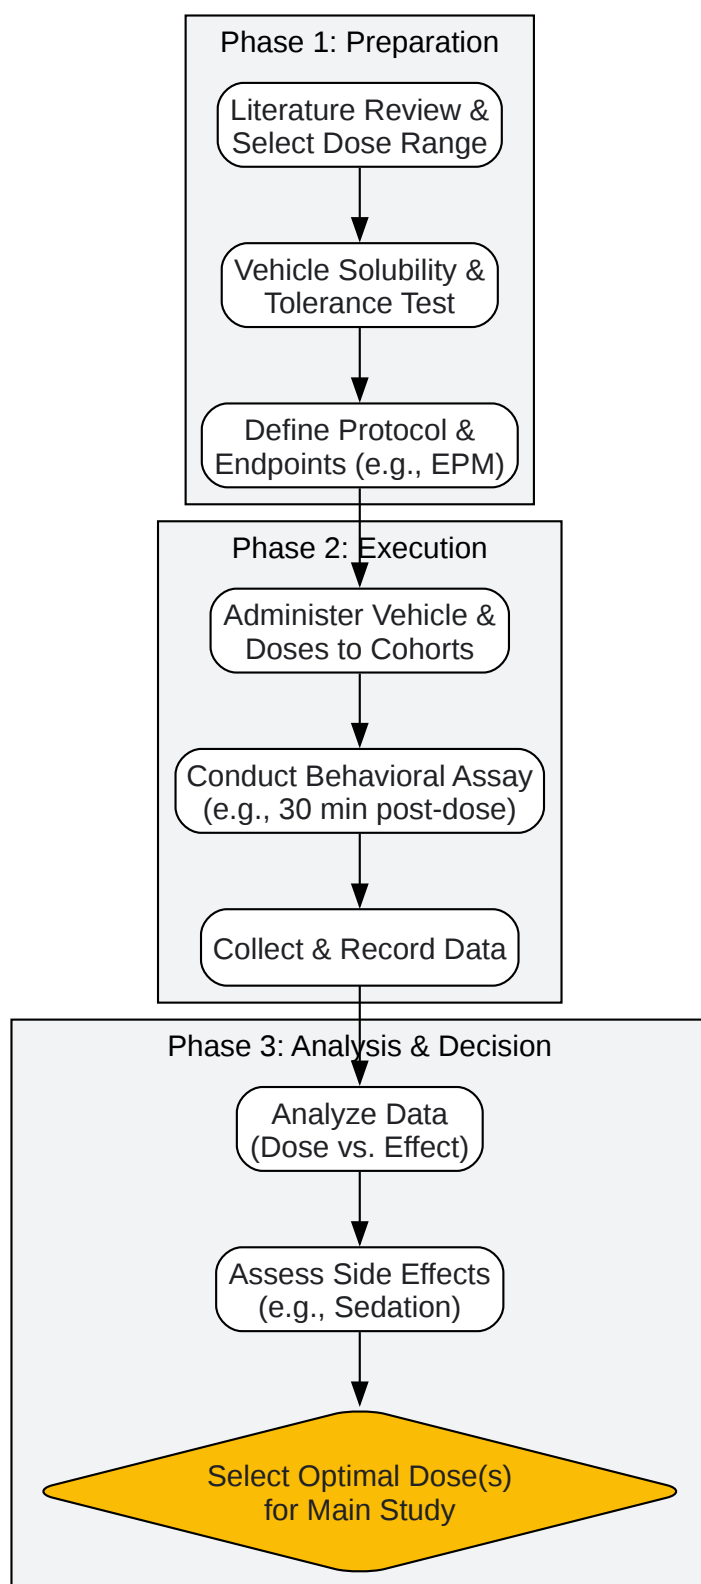 Phase 1: Preparation
Literature Review &
Select Dose Range
Vehicle Solubility &
Tolerance Test
Define Protocol &
Endpoints (e.g., EPM)
Phase 2: Execution
Administer Vehicle &
Doses to Cohorts
Conduct Behavioral Assay
(e.g., 30 min post-dose)
Collect & Record Data
Phase 3: Analysis & Decision
Analyze Data
(Dose vs. Effect)
Assess Side Effects
(e.g., Sedation)
Select Optimal Dose(s)
for Main Study